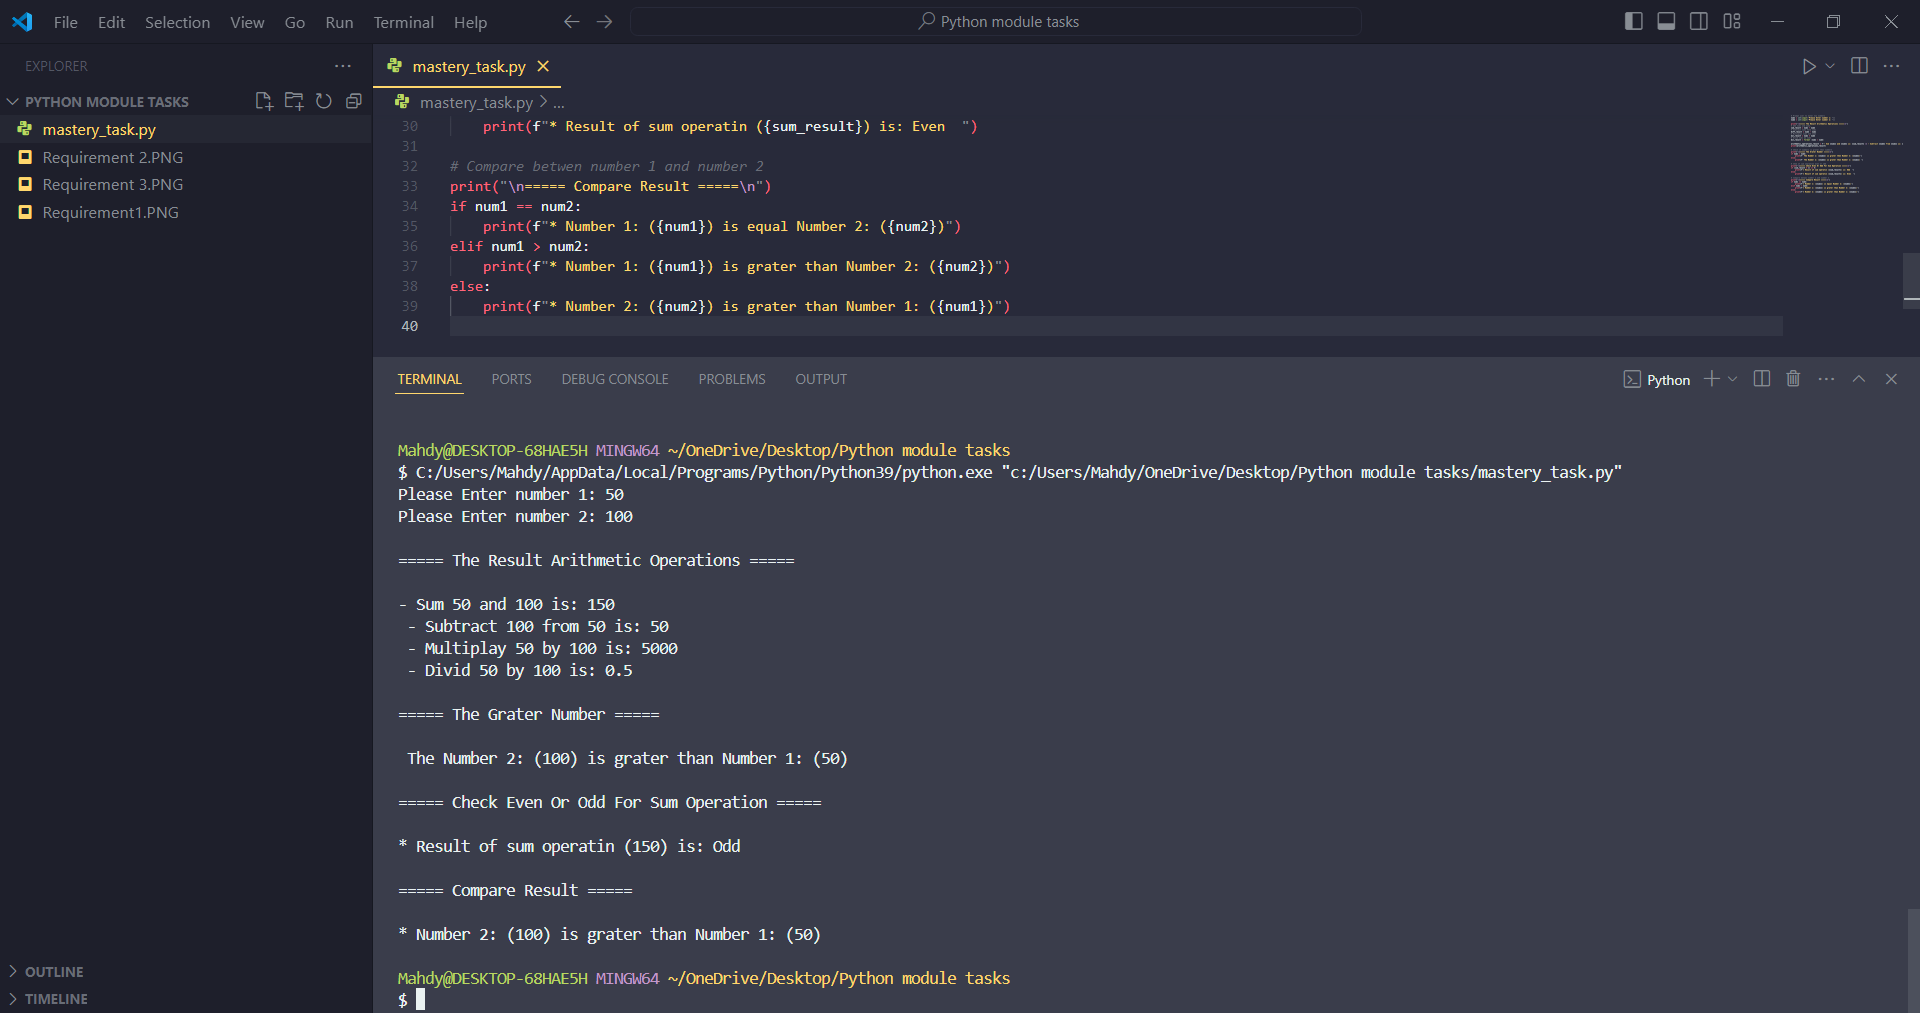 File Edit Selection View Go Run Terminal Help
Python module tasks
EXPLORER
PYTHON MODULE TASKS
mastery_task.py
Requirement 2.PNG
Requirement 3.PNG
Requirement1.PNG
OUTLINE
TIMELINE
mastery_task.py
mastery_task.py > ...
30 print(f"* Result of sum operatin ({sum_result}) is: Even  ")
31
32 # Compare betwen number 1 and number 2
33 print("\n===== Compare Result =====\n")
34 if num1 == num2:
35 print(f"* Number 1: ({num1}) is equal Number 2: ({num2})")
36 elif num1 > num2:
37 print(f"* Number 1: ({num1}) is grater than Number 2: ({num2})")
38 else:
39 print(f"* Number 2: ({num2}) is grater than Number 1: ({num1})")
40
TERMINAL PORTS DEBUG CONSOLE PROBLEMS OUTPUT
Python
Mahdy@DESKTOP-68HAE5H MINGW64 ~/OneDrive/Desktop/Python module tasks
$ C:/Users/Mahdy/AppData/Local/Programs/Python/Python39/python.exe "c:/Users/Mahdy/OneDrive/Desktop/Python module tasks/mastery_task.py"
Please Enter number 1: 50
Please Enter number 2: 100
===== The Result Arithmetic Operations =====
- Sum 50 and 100 is: 150
- Subtract 100 from 50 is: 50
- Multiplay 50 by 100 is: 5000
- Divid 50 by 100 is: 0.5
===== The Grater Number =====
The Number 2: (100) is grater than Number 1: (50)
===== Check Even Or Odd For Sum Operation =====
* Result of sum operatin (150) is: Odd
===== Compare Result =====
* Number 2: (100) is grater than Number 1: (50)
Mahdy@DESKTOP-68HAE5H MINGW64 ~/OneDrive/Desktop/Python module tasks
$